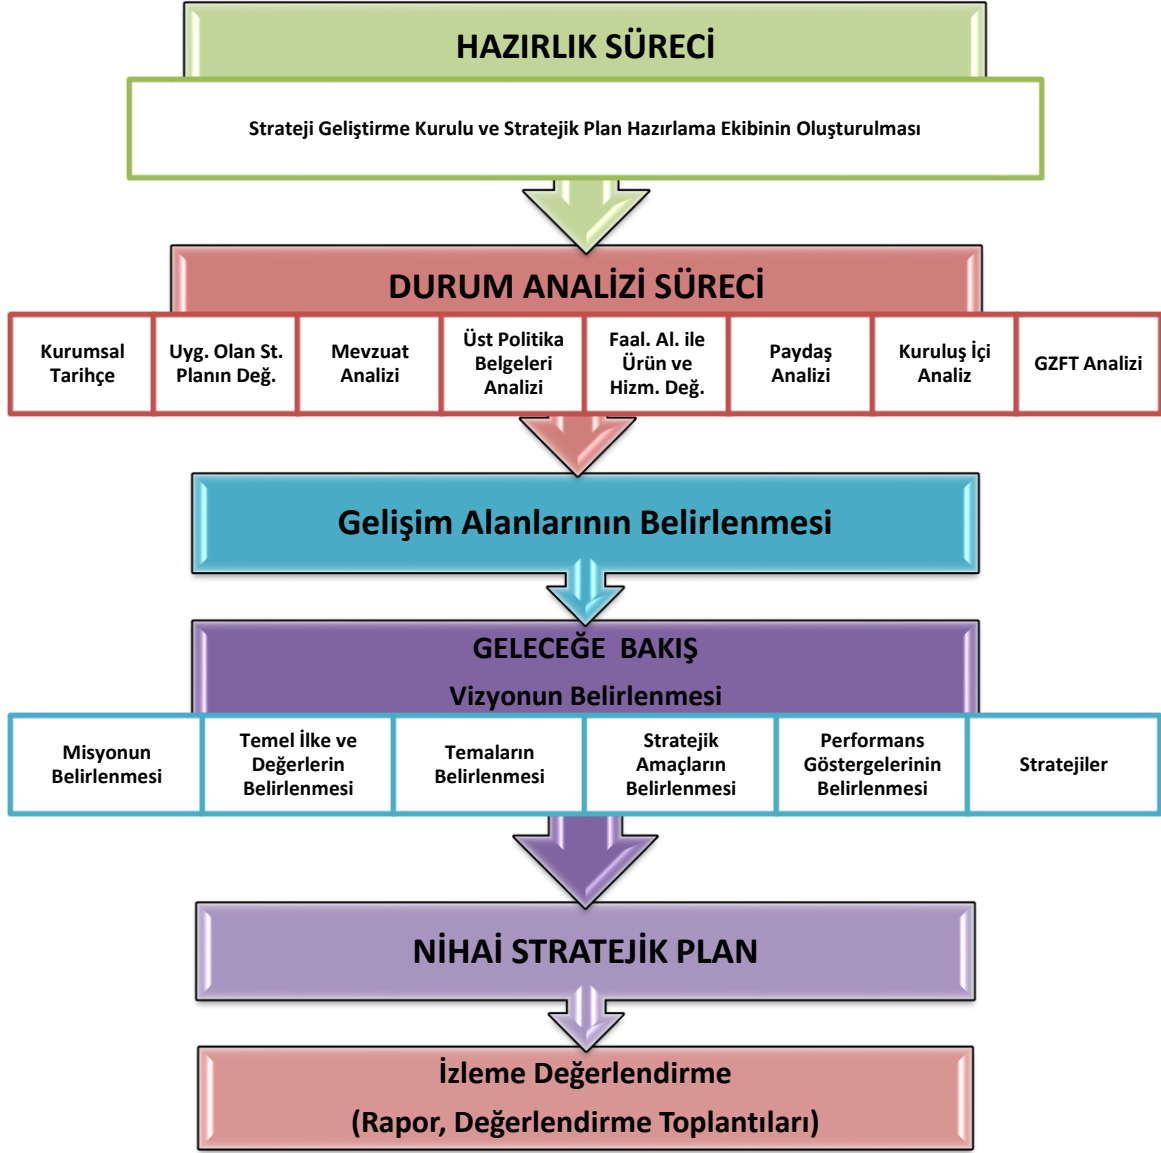 HAZIRLIK SÜRECİ
Strateji Geliştirme Kurulu ve Stratejik Plan Hazırlama Ekibinin Oluşturulması
DURUM ANALİZİ SÜRECİ
Kurumsal
Tarihçe
Uyg. Olan St.
Planın Değ.
Mevzuat
Analizi
Üst Politika
Belgeleri
Analizi
Faal. Al. ile
Ürün ve
Hizm. Değ.
Paydaş
Analizi
Kuruluş İçi
Analiz
GZFT Analizi
Gelişim Alanlarının Belirlenmesi
GELECEĞE BAKIŞ
Vizyonun Belirlenmesi
Misyonun
Belirlenmesi
Temel İlke ve
Değerlerin
Belirlenmesi
Temaların
Belirlenmesi
Stratejik
Amaçların
Belirlenmesi
Performans
Göstergelerinin
Belirlenmesi
Stratejiler
NİHAİ STRATEJİK PLAN
İzleme Değerlendirme
(Rapor, Değerlendirme Toplantıları)